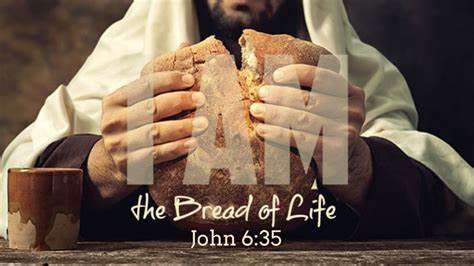 I AM
the Bread of Life
John 6:35